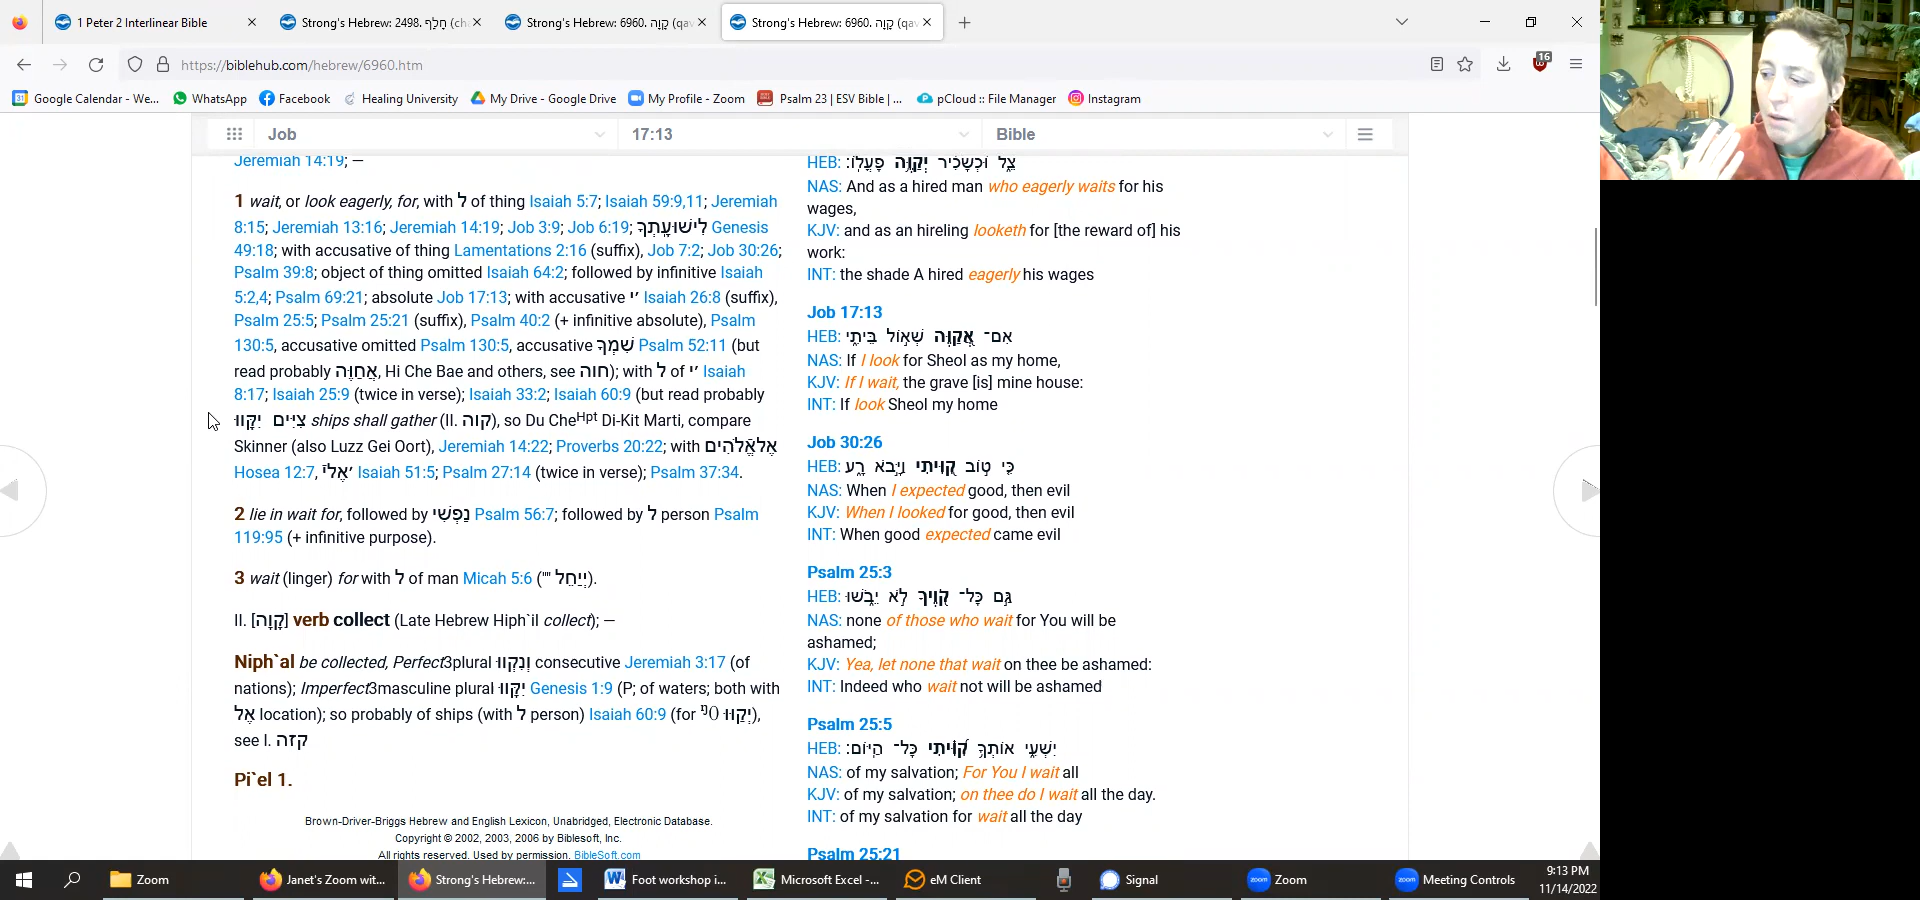 1 Peter 2 Interlinear Bible
Strong's Hebrew: 2498. חָלַף (ch
Strong's Hebrew: 6960. קָוָה (qav
Strong's Hebrew: 6960. קָוָה (qav
https://biblehub.com/hebrew/6960.htm
16
Google Calendar - We...
WhatsApp
Facebook
Healing University
My Drive - Google Drive
My Profile - Zoom
Psalm 23 | ESV Bible | ...
pCloud :: File Manager
Instagram
Job
17:13
Bible
Jeremiah 14:19; —
1 wait, or look eagerly, for, with ל of thing Isaiah 5:7; Isaiah 59:9,11; Jeremiah
8:15; Jeremiah 13:16; Jeremiah 14:19; Job 3:9; Job 6:19; לִישׁוּעָֽתְךָ Genesis
49:18; with accusative of thing Lamentations 2:16 (suffix), Job 7:2; Job 30:26;
Psalm 39:8; object of thing omitted Isaiah 64:2; followed by infinitive Isaiah
5:2,4; Psalm 69:21; absolute Job 17:13; with accusative ׳י Isaiah 26:8 (suffix),
Psalm 25:5; Psalm 25:21 (suffix), Psalm 40:2 (+ infinitive absolute), Psalm
130:5, accusative omitted Psalm 130:5, accusative שִׁמְךָ Psalm 52:11 (but
read probably אֲחַוֶּה, Hi Che Bae and others, see חוה); with ל of ׳י Isaiah
8:17; Isaiah 25:9 (twice in verse); Isaiah 33:2; Isaiah 60:9 (but read probably
צִיִּים יִקָּווּ ships shall gather (II. קוה), so Du CheHpt Di-Kit Marti, compare
Skinner (also Luzz Gei Oort), Jeremiah 14:22; Proverbs 20:22; with אֶלאֱֿלֹהִים
Hosea 12:7, ׳אֶלֿ Isaiah 51:5; Psalm 27:14 (twice in verse); Psalm 37:34.
2 lie in wait for, followed by נַפְשִׁי Psalm 56:7; followed by ל person Psalm
119:95 (+ infinitive purpose).
3 wait (linger) for with ל of man Micah 5:6 ("" יְיַחֵל).
II. [קָוָה] verb collect (Late Hebrew Hiph`il collect); —
Niph`al be collected, Perfect3plural וְנִקְווּ consecutive Jeremiah 3:17 (of
nations); Imperfect3masculine plural יִקָּווּ Genesis 1:9 (P; of waters; both with
אֶל location); so probably of ships (with ל person) Isaiah 60:9 (for יְקַוּוּ),
see I. קזה
Pi`el 1.
Brown-Driver-Briggs Hebrew and English Lexicon, Unabridged, Electronic Database.
Copyright © 2002, 2003, 2006 by Biblesoft, Inc.
All rights reserved. Used by permission. BibleSoft.com
HEB: צֵ֑ל וּ֝כְשָׂכִ֗יר יְקַוֶּ֥ה פָעֳלֽוֹ׃
NAS: And as a hired man who eagerly waits for his
wages,
KJV: and as an hireling looketh for [the reward of] his
work:
INT: the shade A hired eagerly his wages
Job 17:13
HEB: אִם־ אֲ֭קַוֶּה שְׁא֣וֹל בֵּיתִ֑י
NAS: If I look for Sheol as my home,
KJV: If I wait, the grave [is] mine house:
INT: If look Sheol my home
Job 30:26
HEB: כִּ֤י ט֣וֹב קִ֭וִּיתִי וַיָּ֣בֹא רָ֑ע
NAS: When I expected good, then evil
KJV: When I looked for good, then evil
INT: When good expected came evil
Psalm 25:3
HEB: גַּ֣ם כָּל־ קֹ֭וֶיךָ לֹ֣א יֵבֹ֑שׁוּ
NAS: none of those who wait for You will be
ashamed;
KJV: Yea, let none that wait on thee be ashamed:
INT: Indeed who wait not will be ashamed
Psalm 25:5
HEB: יִשְׁעִ֑י אוֹתְךָ֥ קִ֝וִּ֗יתִי כָּל־ הַיּֽוֹם׃
NAS: of my salvation; For You I wait all
KJV: of my salvation; on thee do I wait all the day.
INT: of my salvation for wait all the day
Psalm 25:21
Zoom
Janet's Zoom wit...
Strong's Hebrew:...
Foot workshop i...
Microsoft Excel -...
eM Client
Signal
Zoom
Meeting Controls
9:13 PM
11/14/2022